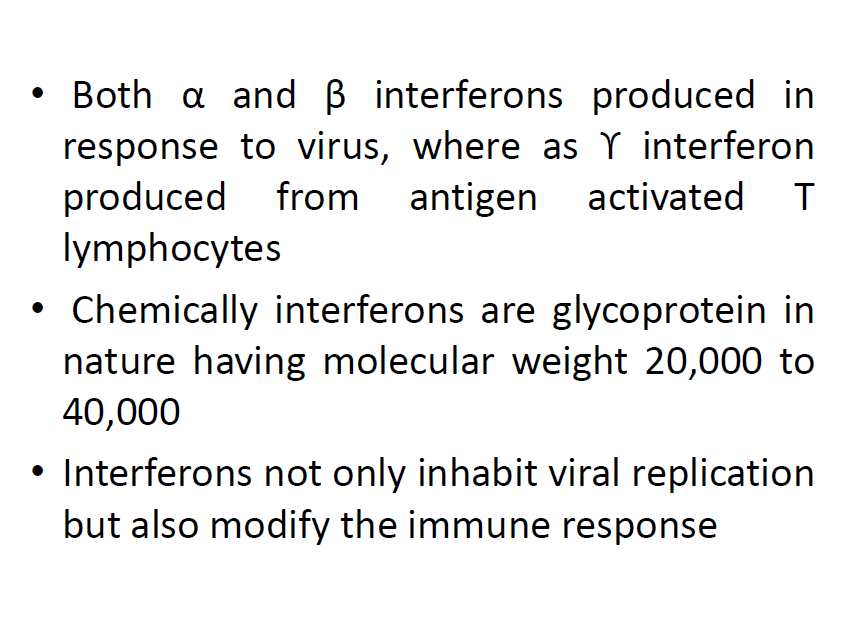 • Both α and β interferons produced in
response to virus, where as ϒ interferon
produced from antigen activated T
lymphocytes
• Chemically interferons are glycoprotein in
nature having molecular weight 20,000 to
40,000
• Interferons not only inhabit viral replication
but also modify the immune response